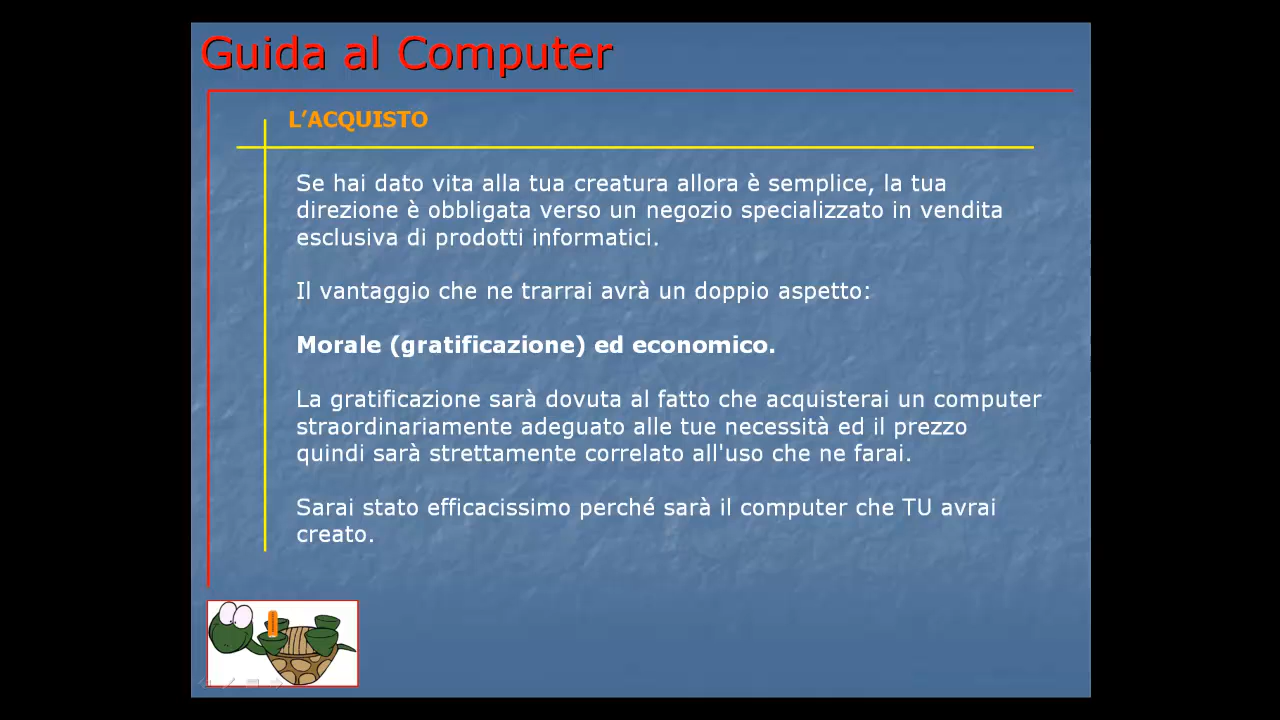 Guida al Computer
L’ACQUISTO
Se hai dato vita alla tua creatura allora è semplice, la tua
direzione è obbligata verso un negozio specializzato in vendita
esclusiva di prodotti informatici.
Il vantaggio che ne trarrai avrà un doppio aspetto:
Morale (gratificazione) ed economico.
La gratificazione sarà dovuta al fatto che acquisterai un computer
straordinariamente adeguato alle tue necessità ed il prezzo
quindi sarà strettamente correlato all'uso che ne farai.
Sarai stato efficacissimo perché sarà il computer che TU avrai
creato.